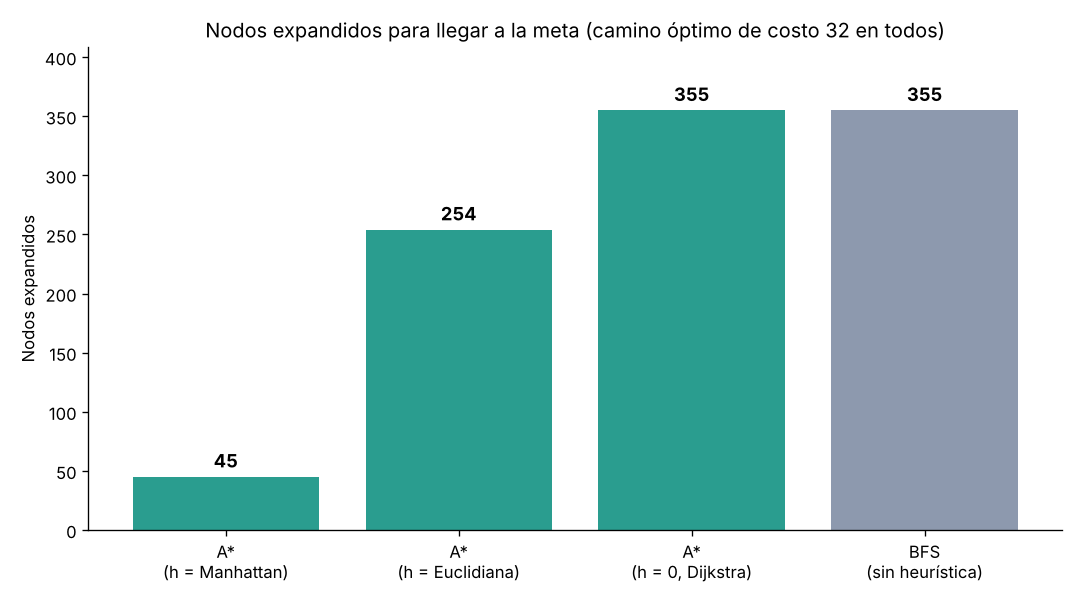 Nodos expandidos para llegar a la meta (camino óptimo de costo 32 en todos)
Nodos expandidos
400
350
300
250
200
150
100
50
0
45
254
355
355
A*
(h = Manhattan)
A*
(h = Euclidiana)
A*
(h = 0, Dijkstra)
BFS
(sin heurística)